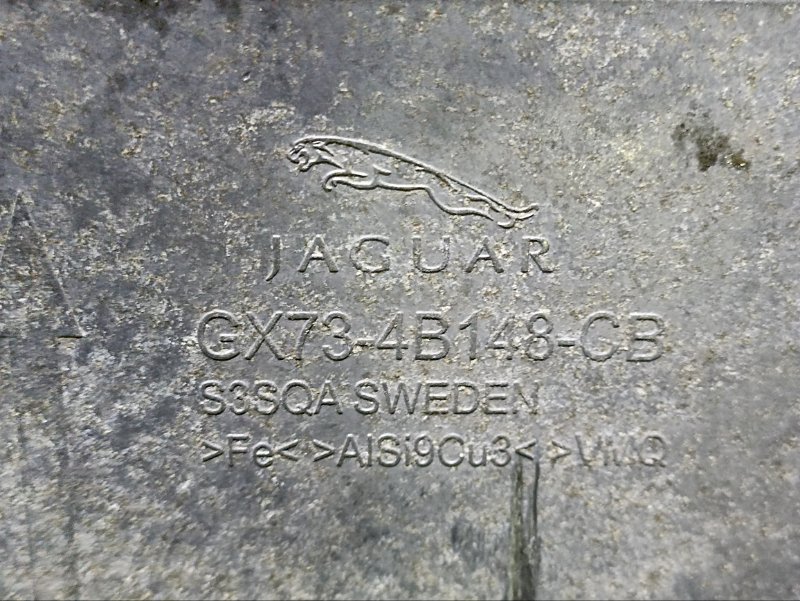 JAGUAR
GX73-4B148-CB
S3SQA SWEDEN
>Fe< >AlSi9Cu3<